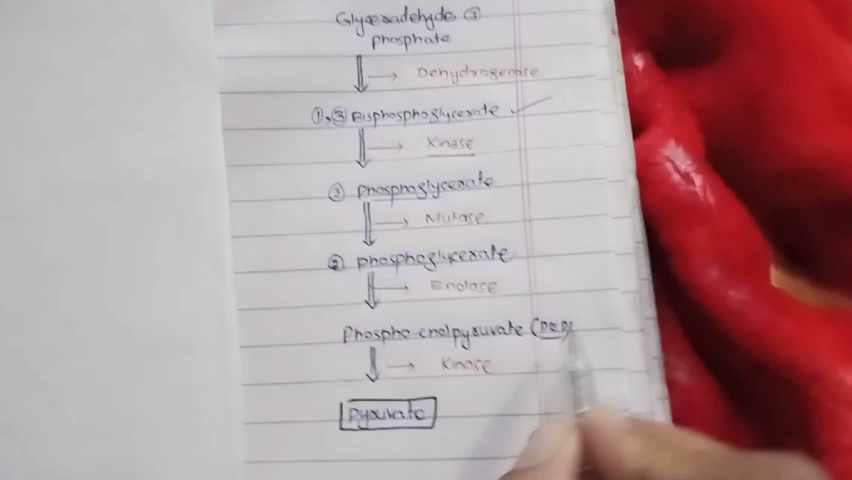 Glyceradehyde ③
phosphate
Dehydrogenate
①,③ Bisphosphoglycerate
Kinase
③ phosphoglycerate
Mutase
② phosphoglycerate
Enolase
Phospho-enolpyruvate (PEP)
Kinase
Pyruvate